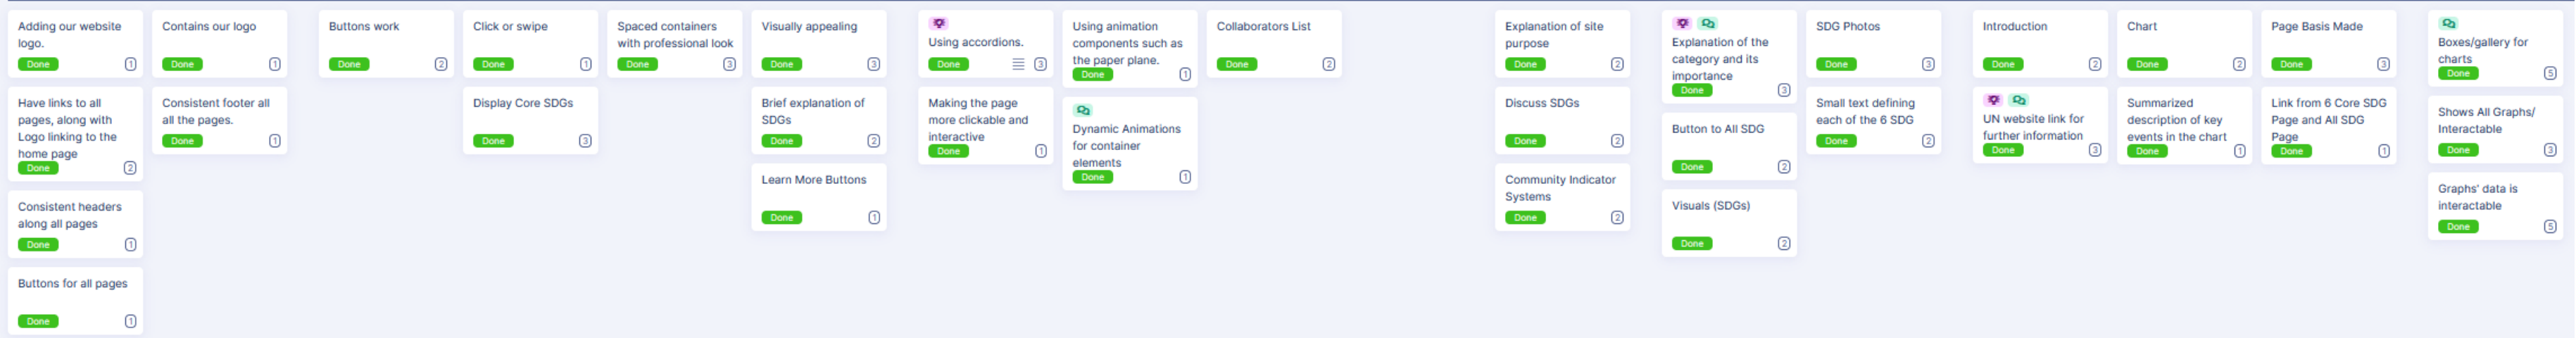 Adding our website
logo.
Done
1
Have links to all
pages, along with
Logo linking to the
home page
Done
2
Consistent headers
along all pages
Done
1
Buttons for all pages
Done
1
Contains our logo
Done
1
Consistent footer all
all the pages.
Done
1
Buttons work
Done
2
Click or swipe
Done
1
Display Core SDGs
Done
3
Spaced containers
with professional look
Done
3
Visually appealing
Done
3
Brief explanation of
SDGs
Done
2
Learn More Buttons
Done
1
Using accordions.
Done
3
Making the page
more clickable and
interactive
Done
1
Using animation
components such as
the paper plane.
Done
1
Dynamic Animations
for container
elements
Done
1
Collaborators List
Done
2
Explanation of site
purpose
Done
2
Discuss SDGs
Done
2
Community Indicator
Systems
Done
2
Explanation of the
category and its
importance
Done
3
Button to All SDG
Done
2
Visuals (SDGs)
Done
2
SDG Photos
Done
3
Small text defining
each of the 6 SDG
Done
2
Introduction
Done
2
UN website link for
further information
Done
3
Chart
Done
2
Summarized
description of key
events in the chart
Done
1
Page Basis Made
Done
3
Link from 6 Core SDG
Page and All SDG
Page
Done
1
Boxes/gallery for
charts
Done
5
Shows All Graphs/
Interactable
Done
3
Graphs' data is
interactable
Done
5